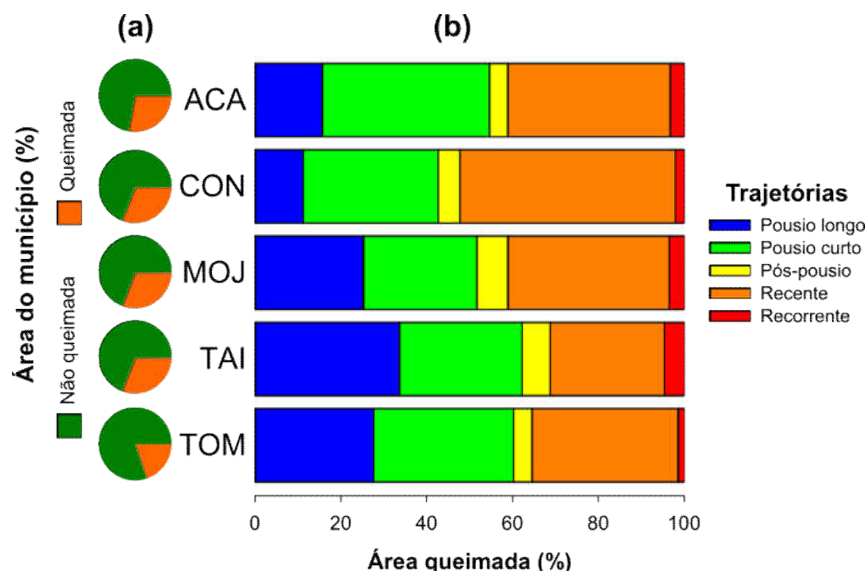 (a)
(b)
Área do município (%)
Queimada
Não queimada
ACA
CON
MOJ
TAI
TOM
0 20 40 60 80 100
Área queimada (%)
Trajetórias
Pousio longo
Pousio curto
Pós-pousio
Recente
Recorrente